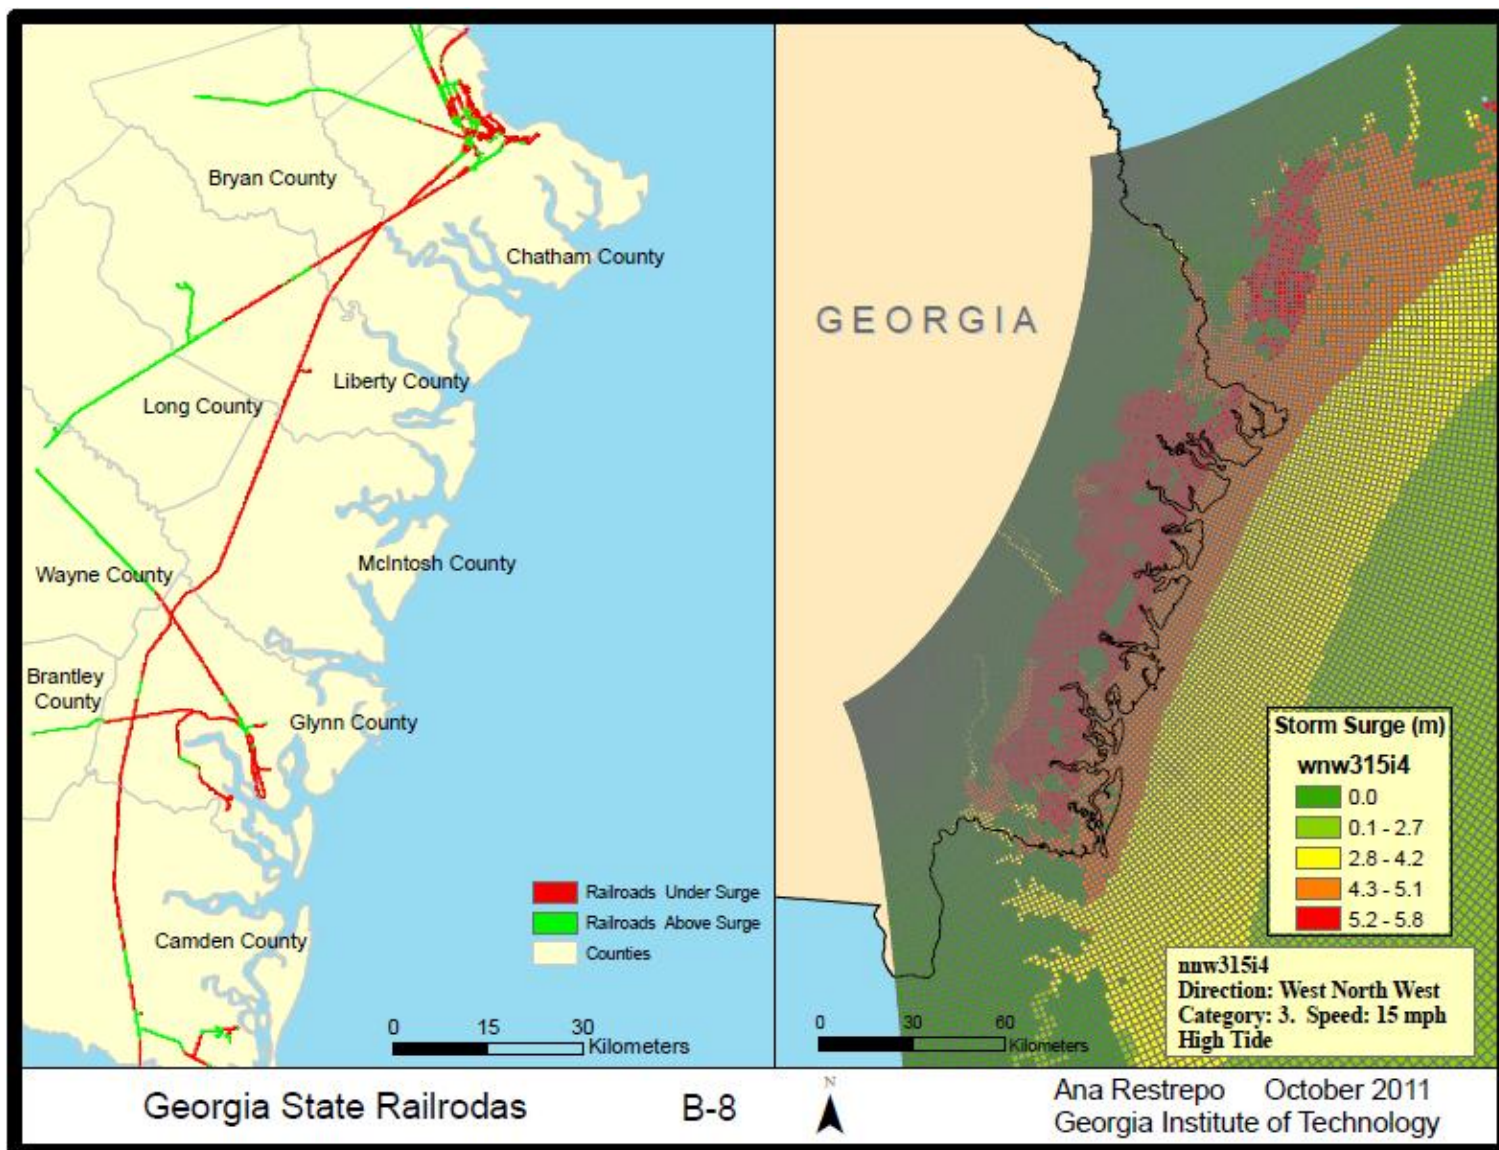 Bryan County
Chatham County
Liberty County
Long County
McIntosh County
Wayne County
Brantley
County
Glynn County
Camden County
Railroads Under Surge
Railroads Above Surge
Counties
0 15 30
Kilometers
GEORGIA
Storm Surge (m)
wnw315i4
0.0
0.1 - 2.7
2.8 - 4.2
4.3 - 5.1
5.2 - 5.8
nnw315i4
Direction: West North West
Category: 3. Speed: 15 mph
High Tide
0 30 60
Kilometers
Georgia State Railrodas
B-8
N
Ana Restrepo October 2011
Georgia Institute of Technology